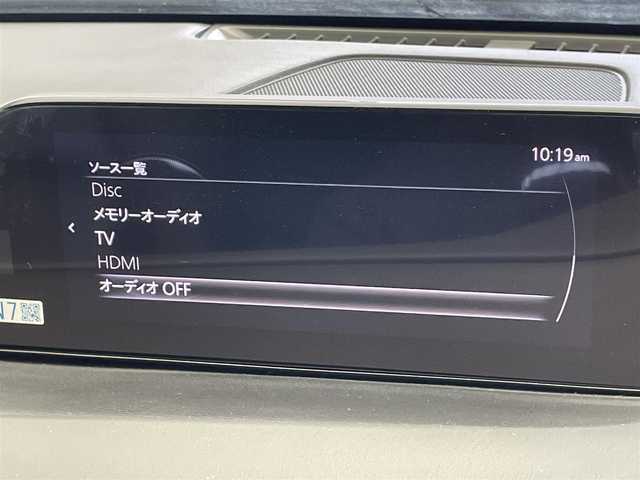 10:19am
ソース一覧
Disc
メモリーオーディオ
TV
HDMI
オーディオ OFF